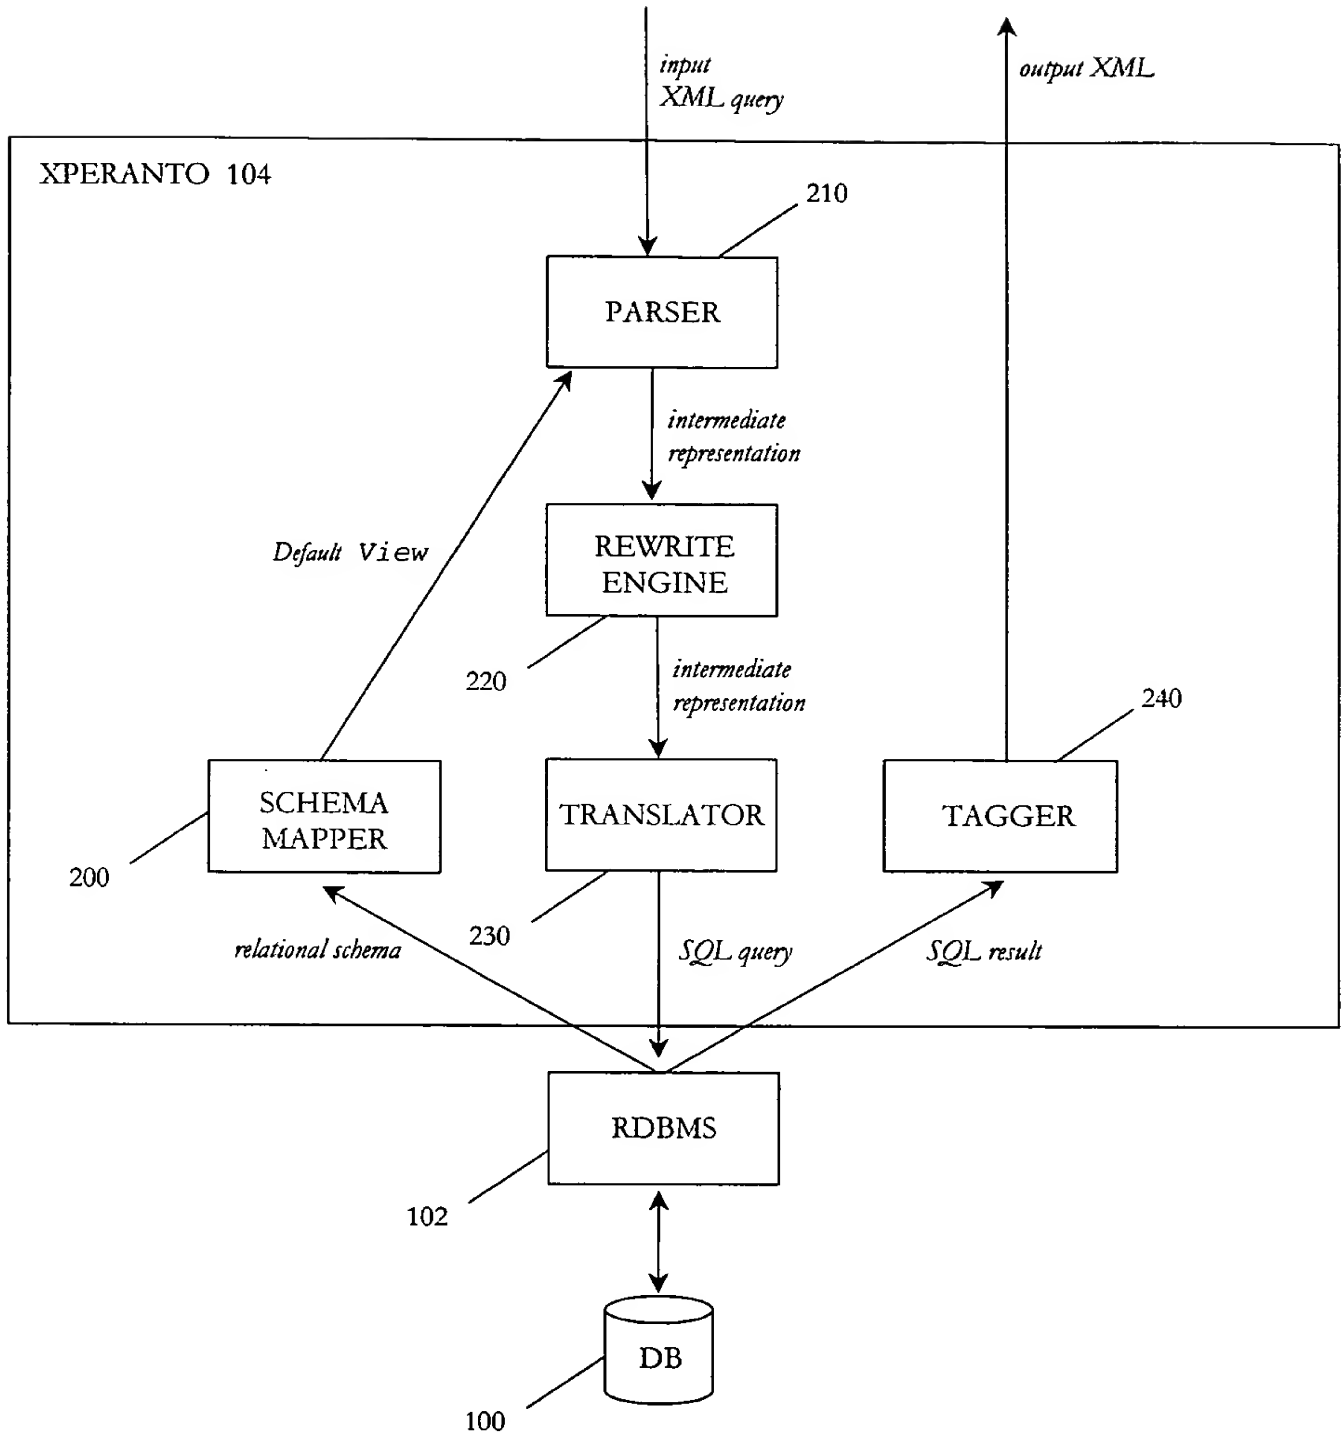 input
XML query
output XML
XPERANTO 104
210
PARSER
intermediate
representation
Default View
REWRITE
ENGINE
220
intermediate
representation
240
SCHEMA
MAPPER
TRANSLATOR
TAGGER
200
230
relational schema
SQL query
SQL result
RDBMS
102
DB
100